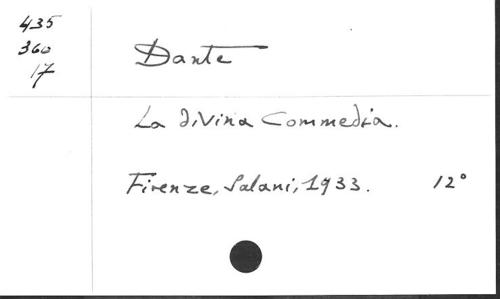 435
360
17
Dante
La divina Commedia.
Firenze, Salani, 1933. 12°